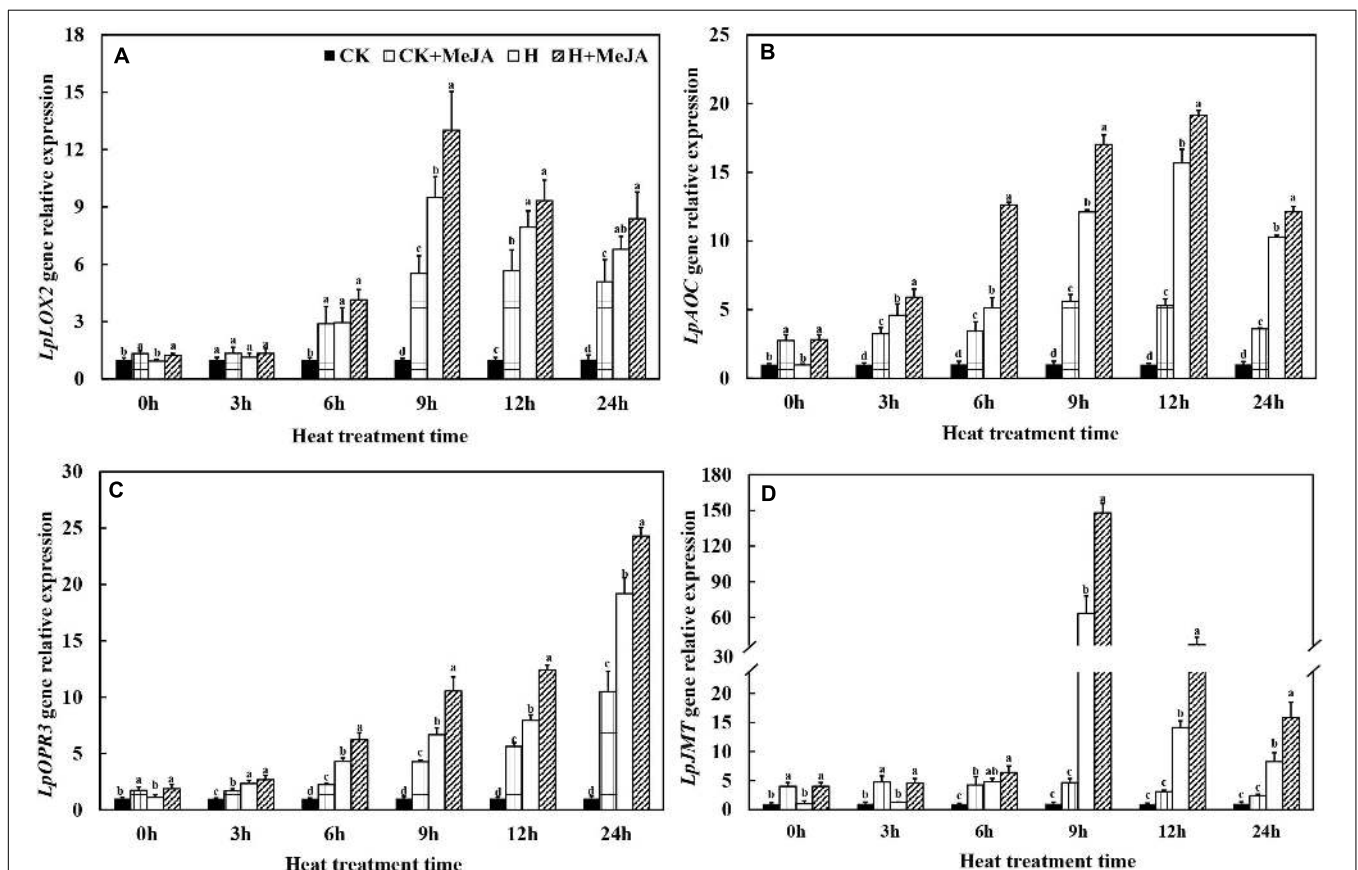 A
CK CK+MeJA H H+MeJA
LpLOX2 gene relative expression
18
15
12
9
6
3
0
b a b a
a a a a
b a a a
d c b a
c b a a
d c ab a
0h 3h 6h 9h 12h 24h
Heat treatment time
B
LpAOC gene relative expression
25
20
15
10
5
0
b a b a
d c b a
d c b a
d c b a
d c b a
d c b a
0h 3h 6h 9h 12h 24h
Heat treatment time
C
LpOPR3 gene relative expression
30
25
20
15
10
5
0
b a b a
c b a a
d c b a
d c b a
d c b a
d c b a
0h 3h 6h 9h 12h 24h
Heat treatment time
D
LpJMT gene relative expression
180
150
120
90
60
30
20
15
10
5
0
b a b a
b a b a
c b ab a
c c b a
c c b a
c c b a
0h 3h 6h 9h 12h 24h
Heat treatment time